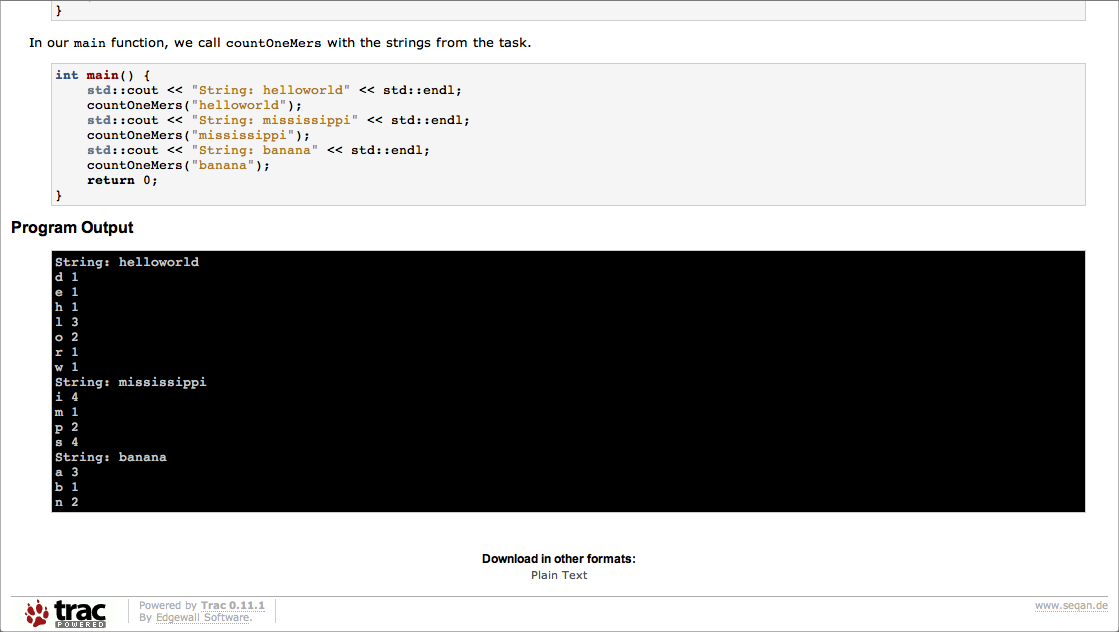 }
In our main function, we call countOneMers with the strings from the task.
int main() {
    std::cout << "String: helloworld" << std::endl;
    countOneMers("helloworld");
    std::cout << "String: mississippi" << std::endl;
    countOneMers("mississippi");
    std::cout << "String: banana" << std::endl;
    countOneMers("banana");
    return 0;
}
Program Output
String: helloworld
d 1
e 1
h 1
l 3
o 2
r 1
w 1
String: mississippi
i 4
m 1
p 2
s 4
String: banana
a 3
b 1
n 2
Download in other formats:
Plain Text
trac
POWERED
Powered by Trac 0.11.1
By Edgewall Software.
www.seqan.de